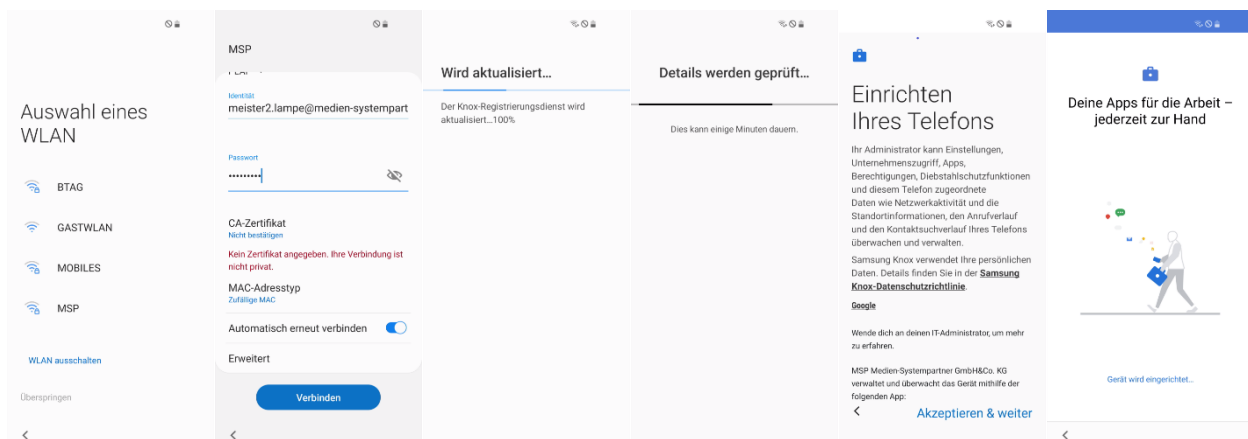 Auswahl eines
WLAN
BTAG
GASTWLAN
MOBILES
MSP
WLAN ausschalten
Überspringen
MSP
Identität
meister2.lampe@medien-systempart
Passwort
•••••••••
CA-Zertifikat
Nicht bestätigen
Kein Zertifikat angegeben. Ihre Verbindung ist
nicht privat.
MAC-Adresstyp
Zufällige MAC
Automatisch erneut verbinden
Erweitert
Verbinden
Wird aktualisiert...
Der Knox-Registrierungsdienst wird
aktualisiert...100%
Details werden geprüft...
Dies kann einige Minuten dauern.
Einrichten
Ihres Telefons
Ihr Administrator kann Einstellungen,
Unternehmenszugriff, Apps,
Berechtigungen, Diebstahlschutzfunktionen
und diesem Telefon zugeordnete
Daten wie Netzwerkaktivität und die
Standortinformationen, den Anrufverlauf
und den Kontaktsuchverlauf Ihres Telefons
überwachen und verwalten.
Samsung Knox verwendet Ihre persönlichen
Daten. Details finden Sie in der Samsung
Knox-Datenschutzrichtlinie.
Google
Wende dich an deinen IT-Administrator, um mehr
zu erfahren.
MSP Medien-Systempartner GmbH&Co. KG
verwaltet und überwacht das Gerät mithilfe der
folgenden App:
Akzeptieren & weiter
Deine Apps für die Arbeit –
jederzeit zur Hand
Gerät wird eingerichtet...